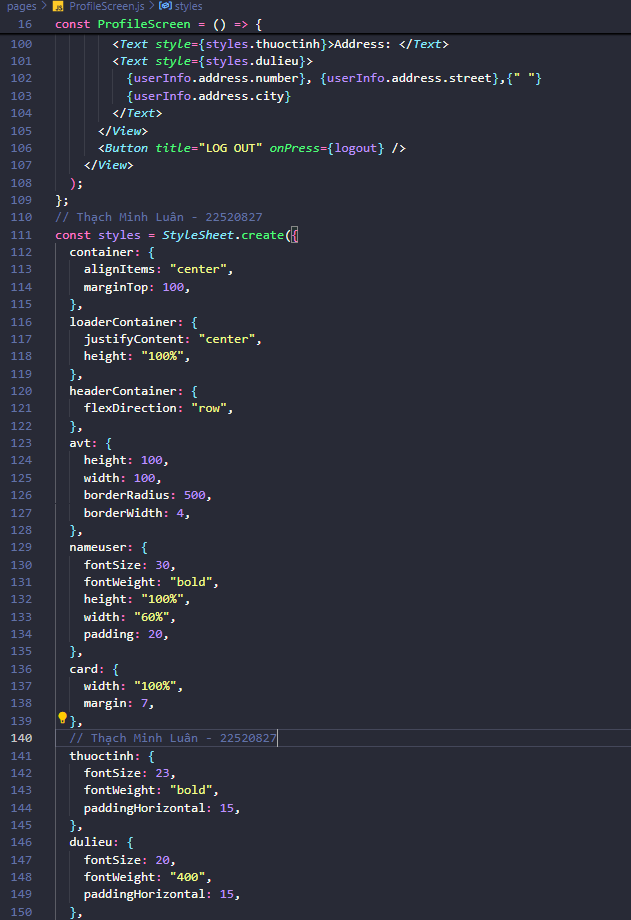 pages > JS ProfileScreen.js > styles
16 const ProfileScreen = () => {
100 <Text style={styles.thuoctinh}>Address: </Text>
101 <Text style={styles.dulieu}>
102 {userInfo.address.number}, {userInfo.address.street},{" "}
103 {userInfo.address.city}
104 </Text>
105 </View>
106 <Button title="LOG OUT" onPress={logout} />
107 </View>
108 );
109 };
110 // Thạch Minh Luân - 22520827
111 const styles = StyleSheet.create({
112 container: {
113 alignItems: "center",
114 marginTop: 100,
115 },
116 loaderContainer: {
117 justifyContent: "center",
118 height: "100%",
119 },
120 headerContainer: {
121 flexDirection: "row",
122 },
123 avt: {
124 height: 100,
125 width: 100,
126 borderRadius: 500,
127 borderWidth: 4,
128 },
129 nameuser: {
130 fontSize: 30,
131 fontWeight: "bold",
132 height: "100%",
133 width: "60%",
134 padding: 20,
135 },
136 card: {
137 width: "100%",
138 margin: 7,
139 },
140 // Thạch Minh Luân - 22520827
141 thuoctinh: {
142 fontSize: 23,
143 fontWeight: "bold",
144 paddingHorizontal: 15,
145 },
146 dulieu: {
147 fontSize: 20,
148 fontWeight: "400",
149 paddingHorizontal: 15,
150 },